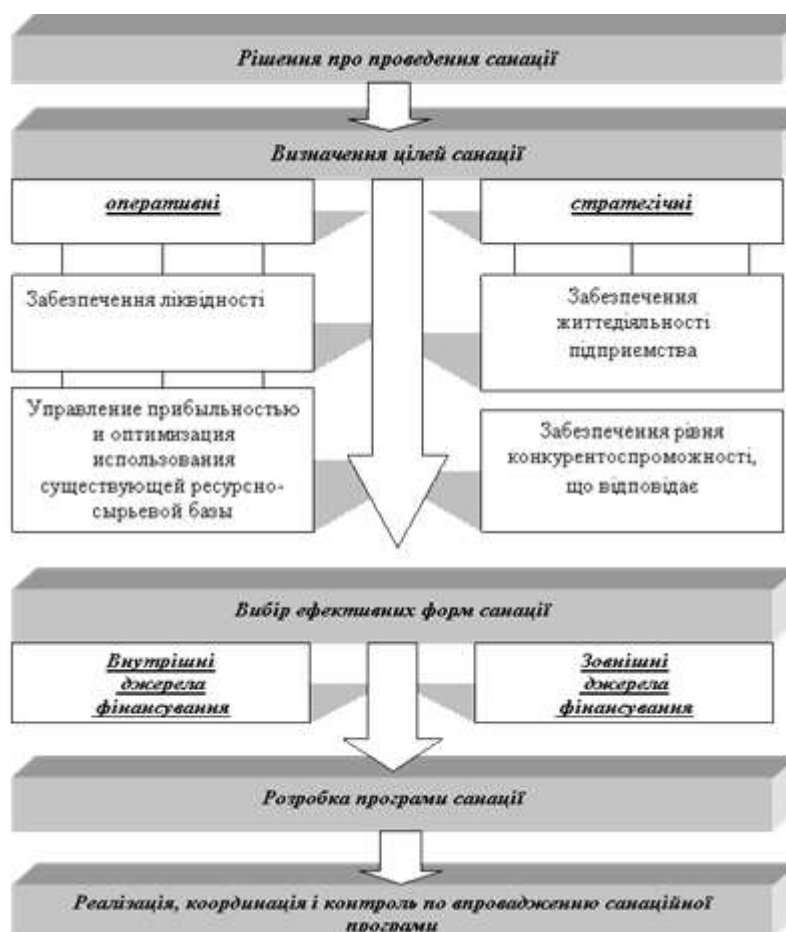 Рішення про проведення санації
Визначення цілей санації
оперативні
стратегічні
Забезпечення ліквідності
Забезпечення
життєдіяльності
підприємства
Управление прибыльностью
и оптимизация
использования
существующей ресурсно-
сырьевой базы
Забезпечення рівня
конкурентоспроможності,
що відповідає
Вибір ефективних форм санації
Внутрішні
джерела
фінансування
Зовнішні
джерела
фінансування
Розробка програми санації
Реалізація, координація і контроль по впровадженню санаційної
програми